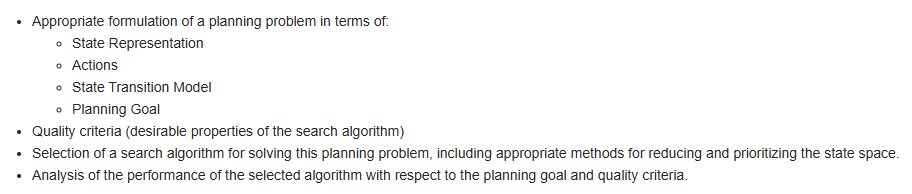 • Appropriate formulation of a planning problem in terms of:
◦ State Representation
◦ Actions
◦ State Transition Model
◦ Planning Goal
• Quality criteria (desirable properties of the search algorithm)
• Selection of a search algorithm for solving this planning problem, including appropriate methods for reducing and prioritizing the state space.
• Analysis of the performance of the selected algorithm with respect to the planning goal and quality criteria.